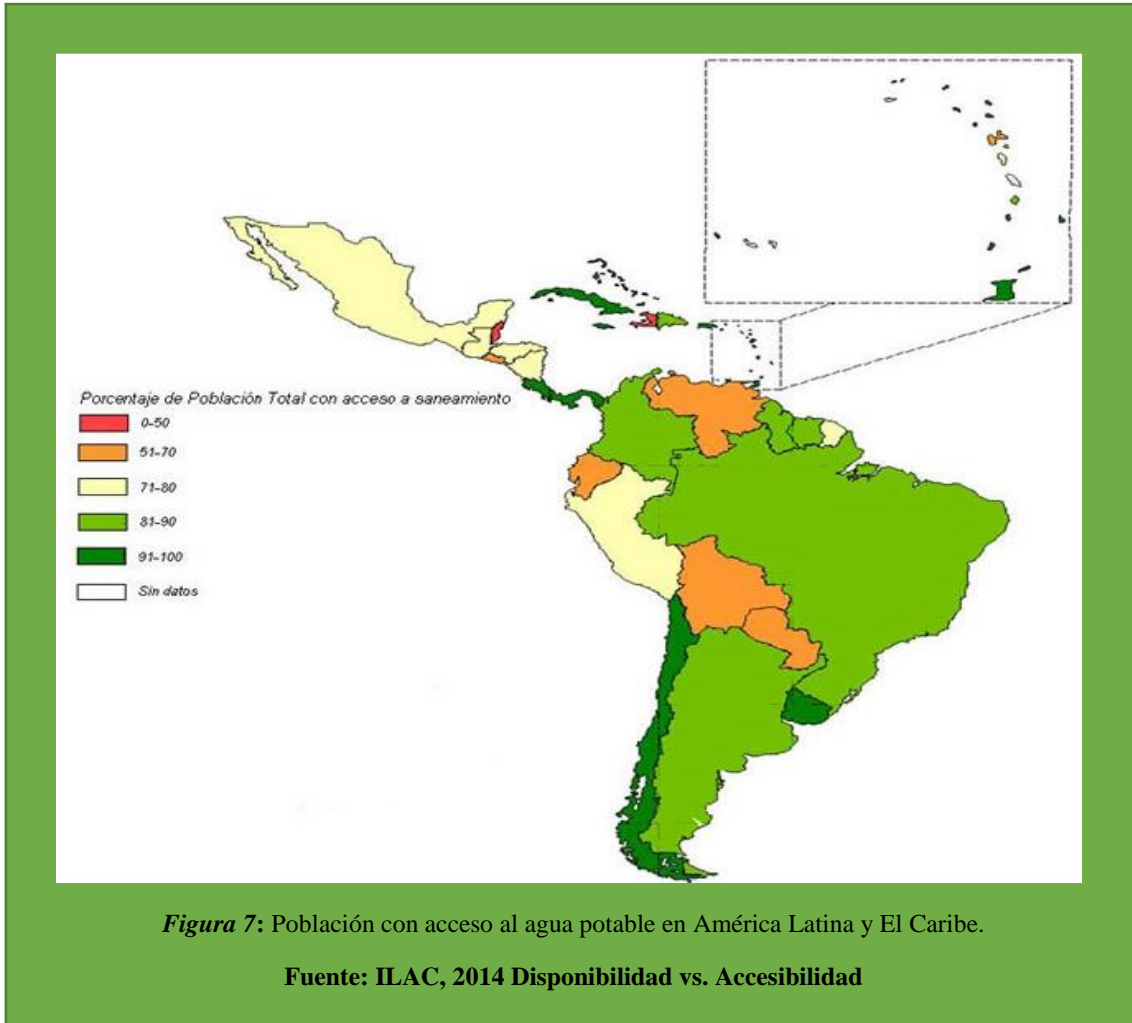 Porcentaje de Población Total con acceso a saneamiento
0-50
51-70
71-80
81-90
91-100
Sin datos
Figura 7: Población con acceso al agua potable en América Latina y El Caribe.
Fuente: ILAC, 2014 Disponibilidad vs. Accesibilidad